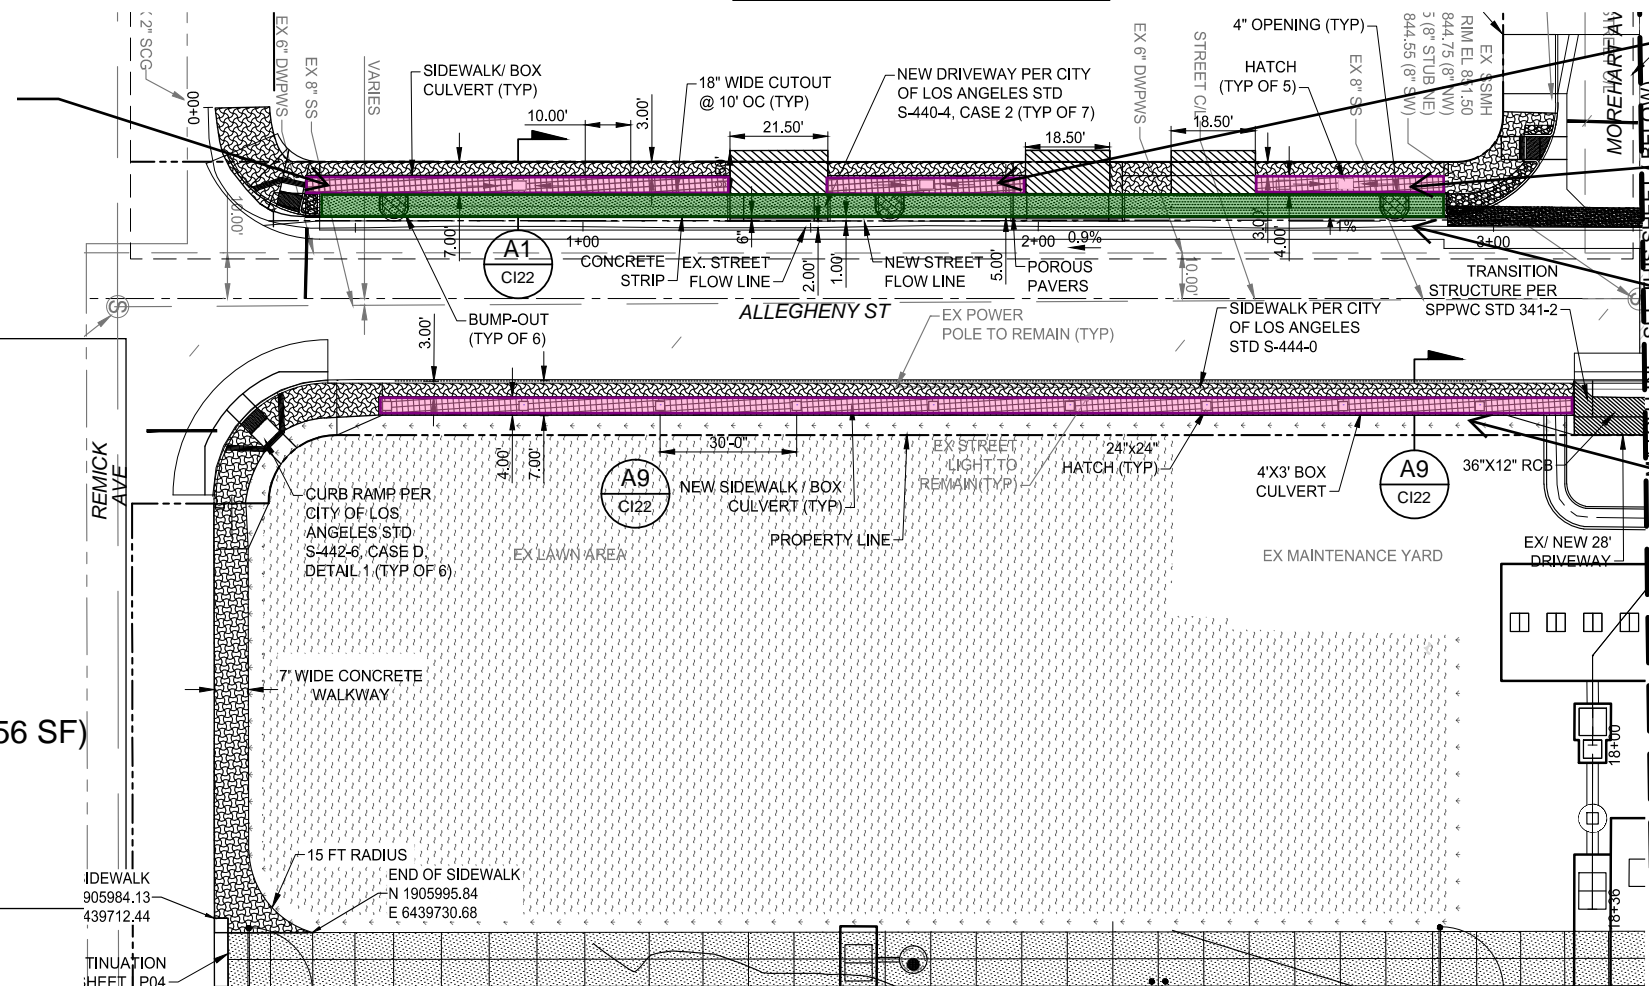 2" SCG
0+00
EX 6" DWPWS
EX 8" SS
VARIES
SIDEWALK/ BOX
CULVERT (TYP)
10.00'
3.00'
18" WIDE CUTOUT
@ 10' OC (TYP)
21.50'
NEW DRIVEWAY PER CITY
OF LOS ANGELES STD
S-440-4, CASE 2 (TYP OF 7)
18.50'
EX 6" DWPWS
STREET C/L
18.50'
4" OPENING (TYP)
HATCH
(TYP OF 5)
EX 8" SS
EX SSMH
RIM EL 851.50
844.75 (8" NW)
5 (8" STUB NE)
844.55 (8" SW)
MOREHART AV
10.00'
7.00'
A1
CI22
1+00
CONCRETE
STRIP
6"
EX. STREET
FLOW LINE
2.00'
1.00'
NEW STREET
FLOW LINE
5.00'
2+00
0.9%
POROUS
PAVERS
10.00'
3.00'
4.00'
1%
3+00
BUMP-OUT
(TYP OF 6)
ALLEGHENY ST
EX POWER
POLE TO REMAIN (TYP)
SIDEWALK PER CITY
OF LOS ANGELES
STD S-444-0
TRANSITION
STRUCTURE PER
SPPWC STD 341-2
3.00'
REMICK
AVE
CURB RAMP PER
CITY OF LOS
ANGELES STD
S-442-6, CASE D,
DETAIL 1 (TYP OF 6)
4.00'
7.00'
30'-0"
A9
CI22
NEW SIDEWALK / BOX
CULVERT (TYP)
PROPERTY LINE
EX STREET
LIGHT TO
REMAIN(TYP)
24"x24"
HATCH (TYP)
4'X3' BOX
CULVERT
A9
CI22
36"X12" RCB
EX/ NEW 28'
DRIVEWAY
EX LAWN AREA
EX MAINTENANCE YARD
7' WIDE CONCRETE
WALKWAY
56 SF)
18+00
15 FT RADIUS
END OF SIDEWALK
N 1905995.84
E 6439730.68
IDEWALK
905984.13
439712.44
18+36
TINUATION
HEET LP04